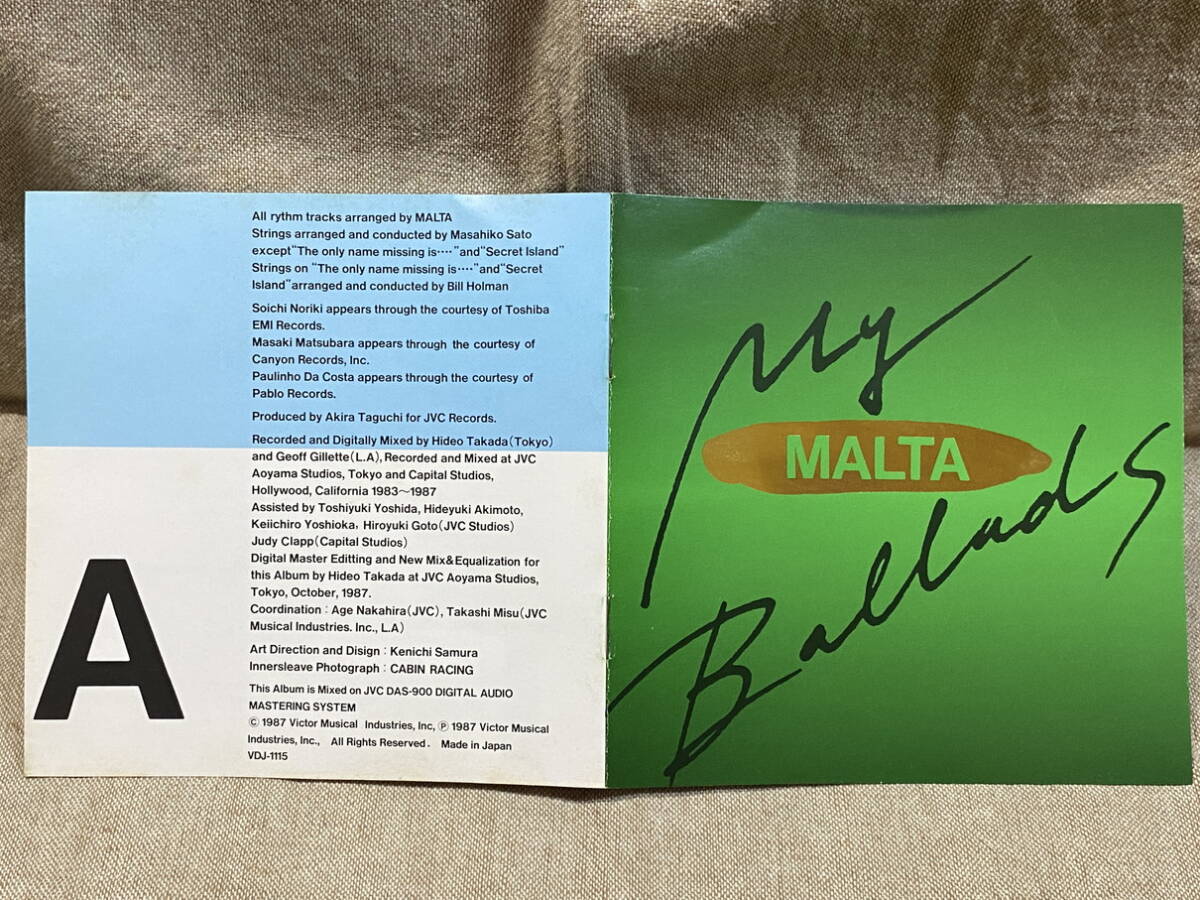 All rythm tracks arranged by MALTA
Strings arranged and conducted by Masahiko Sato
except“The only name missing is‥‥”and“Secret Island”
Strings on “The only name missing is‥‥”and“Secret
Island”arranged and conducted by Bill Holman
Soichi Noriki appears through the courtesy of Toshiba
EMI Records.
Masaki Matsubara appears through the courtesy of
Canyon Records, Inc.
Paulinho Da Costa appears through the courtesy of
Pablo Records.
Produced by Akira Taguchi for JVC Records.
Recorded and Digitally Mixed by Hideo Takada(Tokyo)
and Geoff Gillette(L.A), Recorded and Mixed at JVC
Aoyama Studios, Tokyo and Capital Studios,
Hollywood, California 1983~1987
Assisted by Toshiyuki Yoshida, Hideyuki Akimoto,
Keiichiro Yoshioka, Hiroyuki Goto(JVC Studios)
Judy Clapp(Capital Studios)
Digital Master Editting and New Mix&Equalization for
this Album by Hideo Takada at JVC Aoyama Studios,
Tokyo, October, 1987.
Coordination : Age Nakahira(JVC), Takashi Misu(JVC
Musical Industries. Inc., L.A)
Art Direction and Disign : Kenichi Samura
Innersleave Photograph : CABIN RACING
This Album is Mixed on JVC DAS-900 DIGITAL AUDIO
MASTERING SYSTEM
© 1987 Victor Musical Industries, Inc, ℗ 1987 Victor Musical
Industries, Inc., All Rights Reserved. Made in Japan
VDJ-1115
A
My
MALTA
Ballads